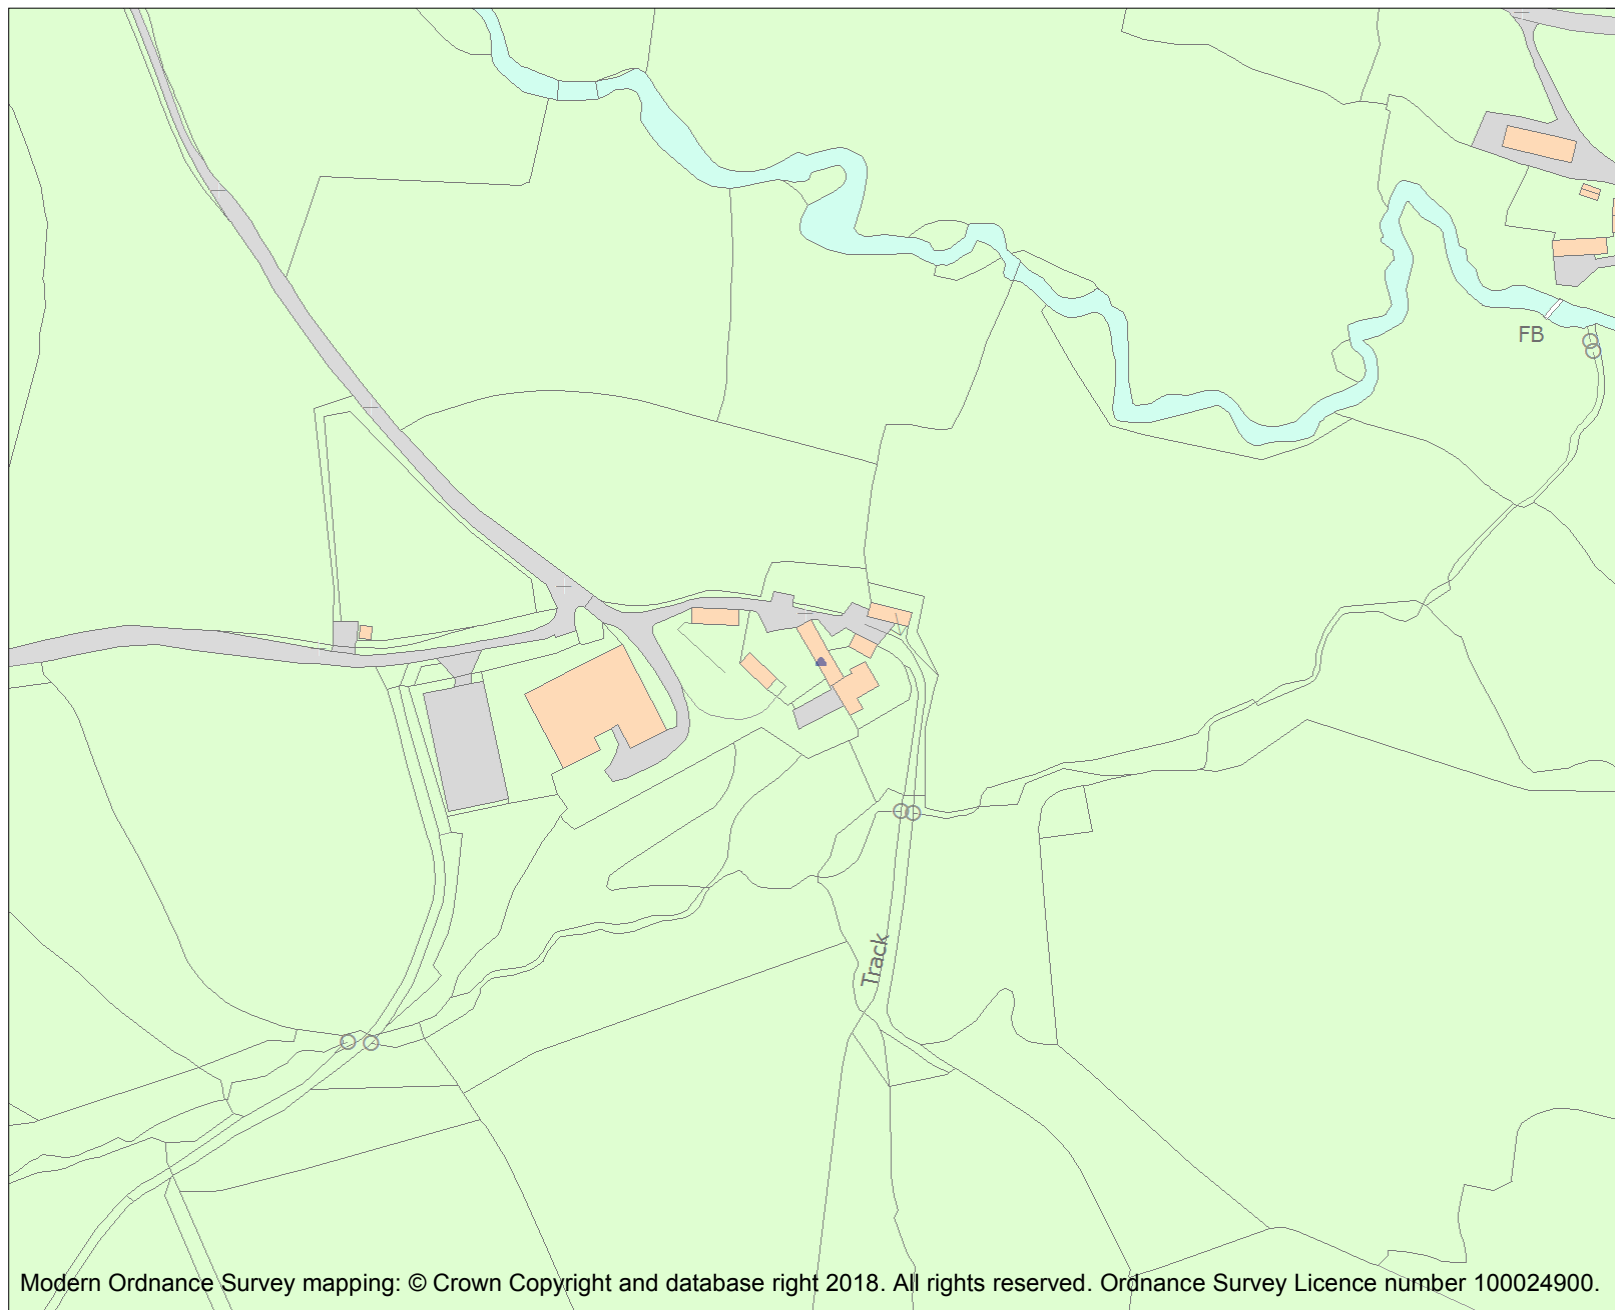 FB
Track
Modern Ordnance Survey mapping: © Crown Copyright and database right 2018. All rights reserved. Ordnance Survey Licence number 100024900.